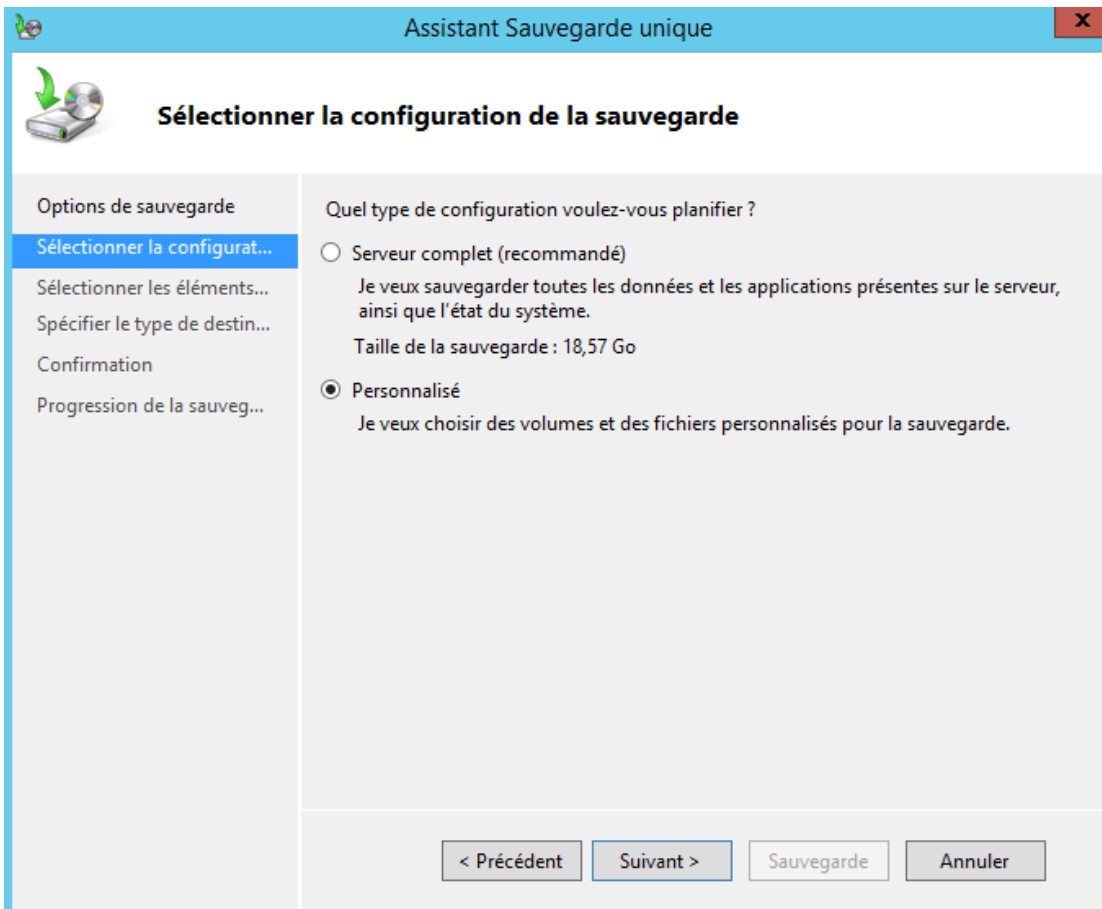 Assistant Sauvegarde unique
x
Sélectionner la configuration de la sauvegarde
Options de sauvegarde
Sélectionner la configurat...
Sélectionner les éléments...
Spécifier le type de destin...
Confirmation
Progression de la sauveg...
Quel type de configuration voulez-vous planifier ?
Serveur complet (recommandé)
Je veux sauvegarder toutes les données et les applications présentes sur le serveur,
ainsi que l'état du système.
Taille de la sauvegarde : 18,57 Go
Personnalisé
Je veux choisir des volumes et des fichiers personnalisés pour la sauvegarde.
< Précédent
Suivant >
Sauvegarde
Annuler